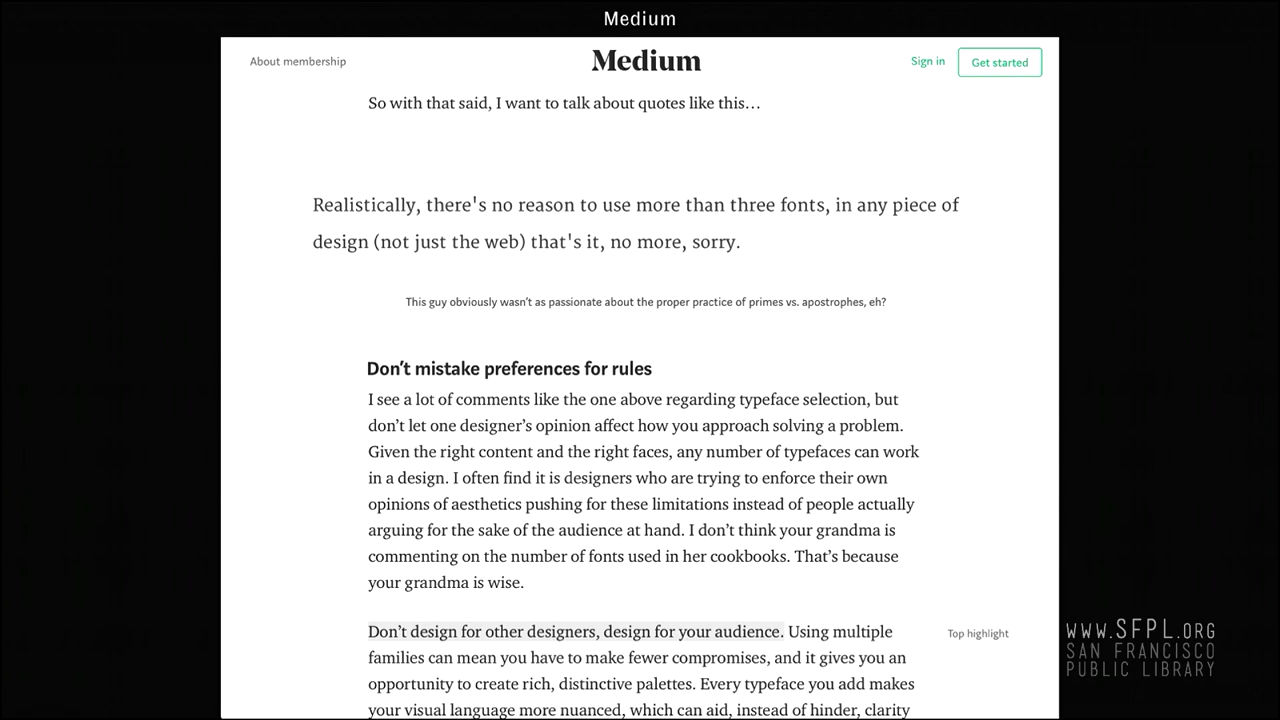 Medium
About membership
Medium
Sign in
Get started
So with that said, I want to talk about quotes like this…
Realistically, there's no reason to use more than three fonts, in any piece of
design (not just the web) that's it, no more, sorry.
This guy obviously wasn’t as passionate about the proper practice of primes vs. apostrophes, eh?
Don’t mistake preferences for rules
I see a lot of comments like the one above regarding typeface selection, but
don’t let one designer’s opinion affect how you approach solving a problem.
Given the right content and the right faces, any number of typefaces can work
in a design. I often find it is designers who are trying to enforce their own
opinions of aesthetics pushing for these limitations instead of people actually
arguing for the sake of the audience at hand. I don’t think your grandma is
commenting on the number of fonts used in her cookbooks. That’s because
your grandma is wise.
Don’t design for other designers, design for your audience. Using multiple
Top highlight
families can mean you have to make fewer compromises, and it gives you an
opportunity to create rich, distinctive palettes. Every typeface you add makes
your visual language more nuanced, which can aid, instead of hinder, clarity
WWW.SFPL.ORG
SAN FRANCISCO
PUBLIC LIBRARY